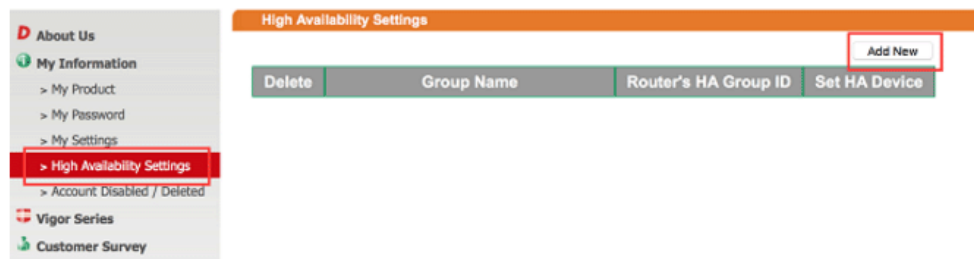 About Us
My Information
> My Product
> My Password
> My Settings
> High Availability Settings
> Account Disabled / Deleted
Vigor Series
Customer Survey
High Availability Settings
Add New
Delete Group Name Router's HA Group ID Set HA Device